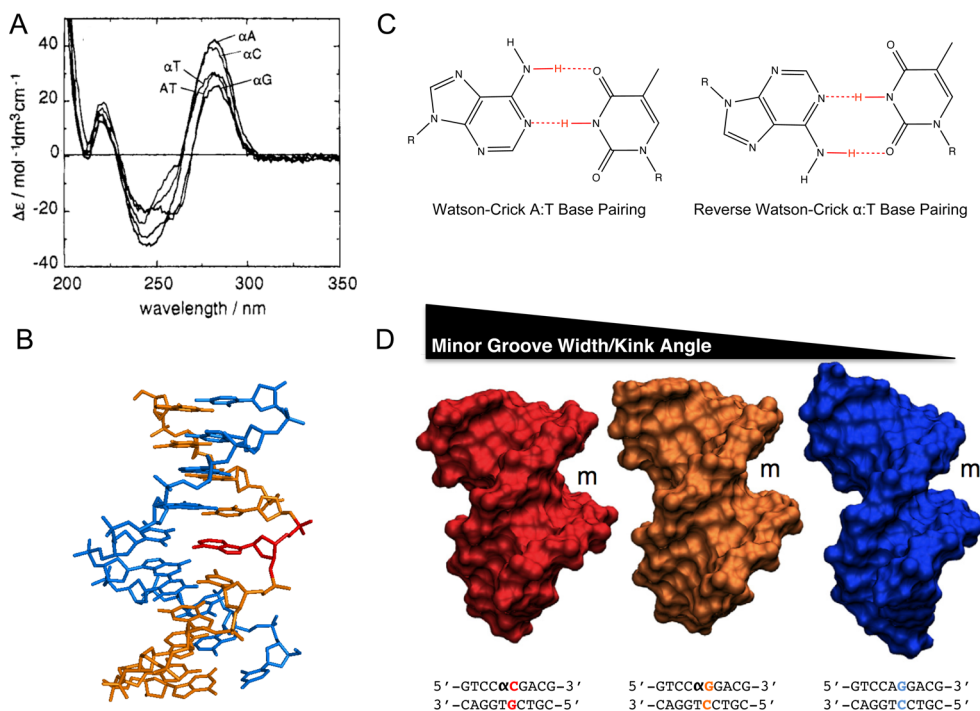 A
40
20
0
-20
-40
Δε / mol⁻¹dm³cm⁻¹
αA
αC
αT
αG
AT
200
250
300
350
wavelength / nm
B
C
H
N
H
O
N
N
N
H
N
N
N
O
R
R
Watson-Crick A:T Base Pairing
N
N
N
H
N
O
N
R
N
H
O
N
H
R
Reverse Watson-Crick α:T Base Pairing
D
Minor Groove Width/Kink Angle
m
m
5′-GTCCαCGACG-3′
3′-CAGGTGCTGC-5′
5′-GTCCαGGACG-3′
3′-CAGGTCCTGC-5′
5′-GTCCAGGACG-3′
3′-CAGGTCCTGC-5′